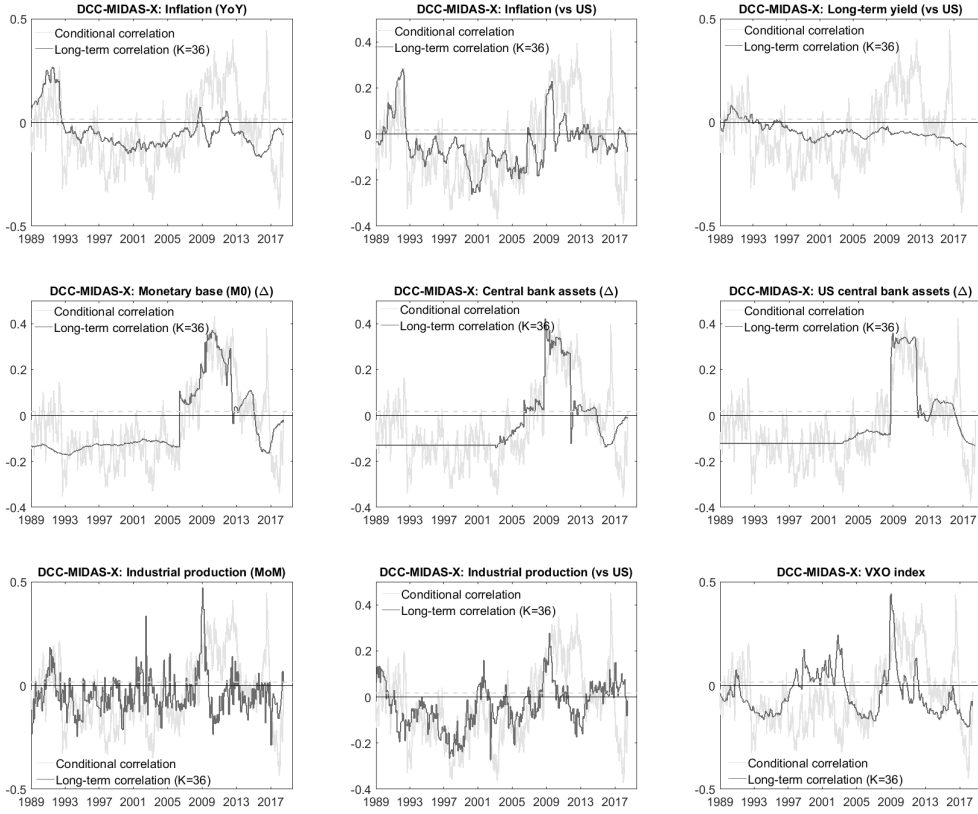 DCC-MIDAS-X: Inflation (YoY)
0.5
Conditional correlation
Long-term correlation (K=36)
0
-0.5
1989 1993 1997 2001 2005 2009 2013 2017
DCC-MIDAS-X: Inflation (vs US)
Conditional correlation
0.4
Long-term correlation (K=36)
0.2
0
-0.2
-0.4
1989 1993 1997 2001 2005 2009 2013 2017
DCC-MIDAS-X: Long-term yield (vs US)
0.5
Conditional correlation
Long-term correlation (K=36)
0
-0.5
1989 1993 1997 2001 2005 2009 2013 2017
DCC-MIDAS-X: Monetary base (M0) (△)
Conditional correlation
0.4
Long-term correlation (K=36)
0.2
0
-0.2
-0.4
1989 1993 1997 2001 2005 2009 2013 2017
DCC-MIDAS-X: Central bank assets (△)
Conditional correlation
0.4
Long-term correlation (K=36)
0.2
0
-0.2
-0.4
1989 1993 1997 2001 2005 2009 2013 2017
DCC-MIDAS-X: US central bank assets (△)
Conditional correlation
0.4
Long-term correlation (K=36)
0.2
0
-0.2
-0.4
1989 1993 1997 2001 2005 2009 2013 2017
DCC-MIDAS-X: Industrial production (MoM)
0.5
0
Conditional correlation
Long-term correlation (K=36)
-0.5
1989 1993 1997 2001 2005 2009 2013 2017
DCC-MIDAS-X: Industrial production (vs US)
Conditional correlation
0.4
Long-term correlation (K=36)
0.2
0
-0.2
-0.4
1989 1993 1997 2001 2005 2009 2013 2017
DCC-MIDAS-X: VXO index
0.5
0
Conditional correlation
Long-term correlation (K=36)
-0.5
1989 1993 1997 2001 2005 2009 2013 2017